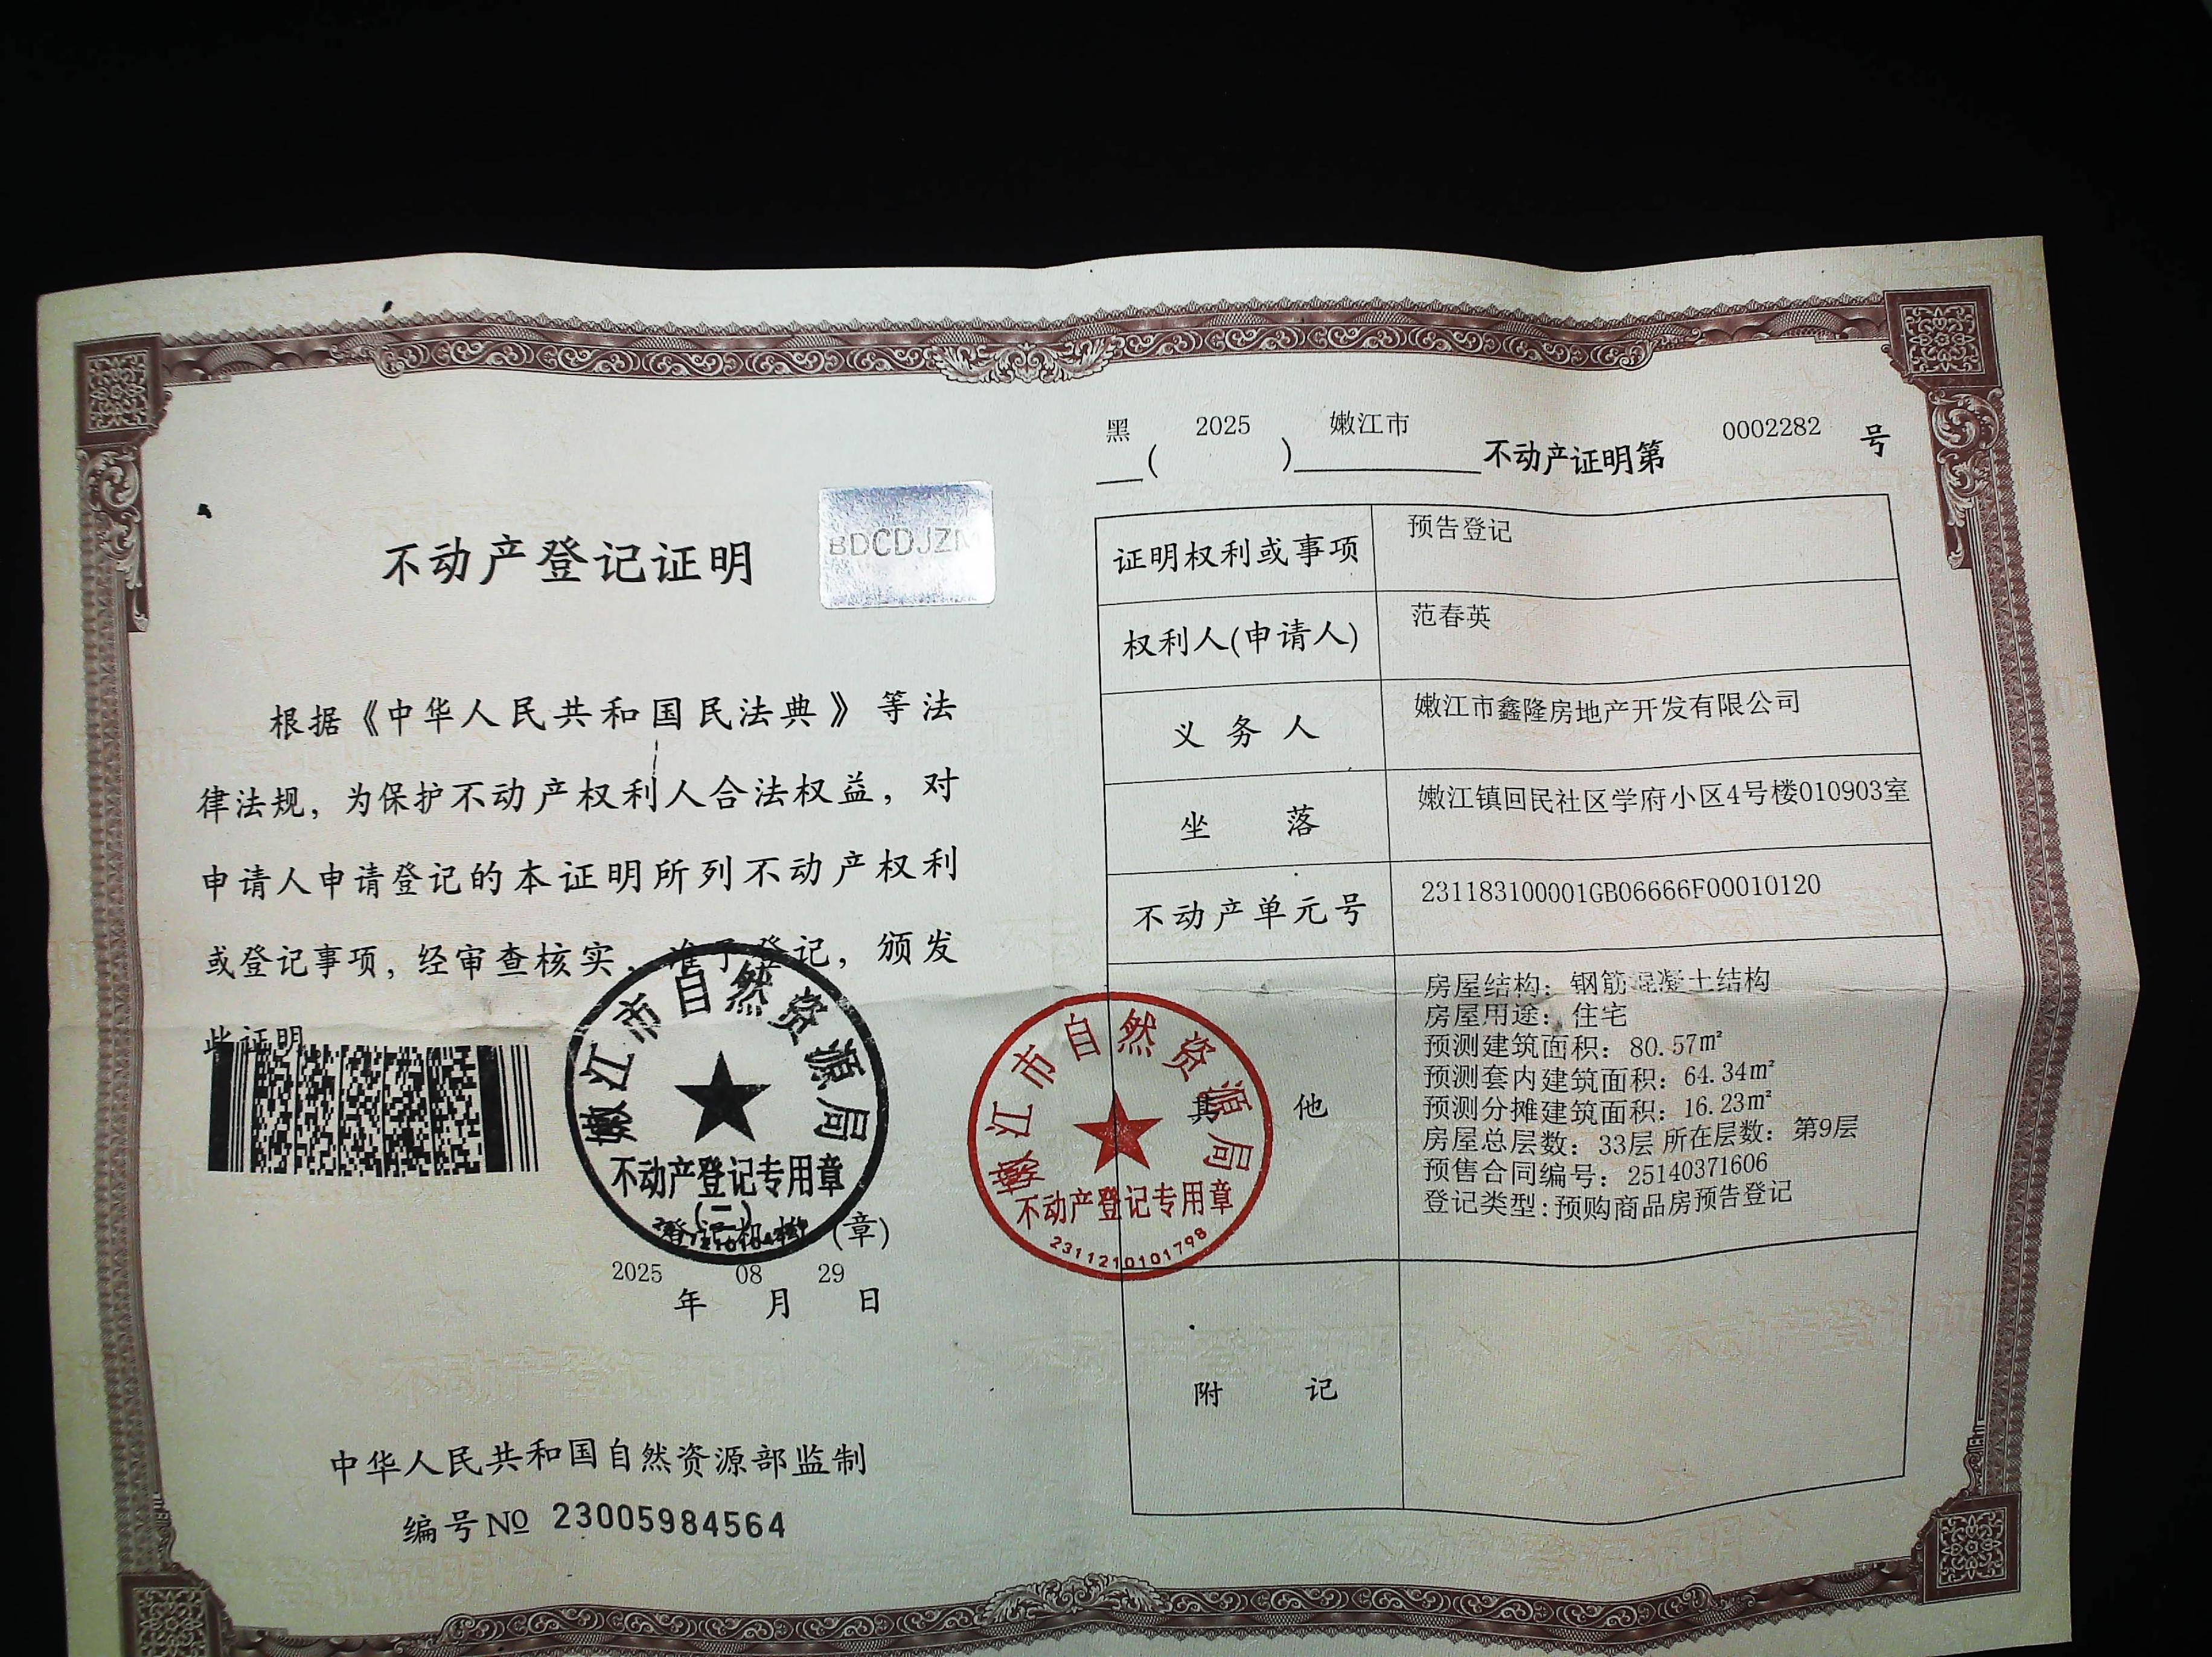 不动产登记证明
BDCDJZM
根据《中华人民共和国民法典》等法
律法规，为保护不动产权利人合法权益，对
申请人申请登记的本证明所列不动产权利
或登记事项，经审查核实，准予登记，颁发
此证明
嫩江市自然资源局
不动产登记专用章
(二)
登记机构 (章)
2025 08 29
年 月 日
中华人民共和国自然资源部监制
编号№ 23005984564
黑 ( 2025 ) 嫩江市 不动产证明第 0002282 号
证明权利或事项 预告登记
权利人(申请人) 范春英
义务人 嫩江市鑫隆房地产开发有限公司
坐落 嫩江镇回民社区学府小区4号楼010903室
不动产单元号 231183100001GB06666F00010120
其他
房屋结构：钢筋混凝土结构
房屋用途：住宅
预测建筑面积：80.57㎡
预测套内建筑面积：64.34㎡
预测分摊建筑面积：16.23㎡
房屋总层数：33层 所在层数：第9层
预售合同编号：25140371606
登记类型:预购商品房预告登记
嫩江市自然资源局
不动产登记专用章
2311210101798
附记